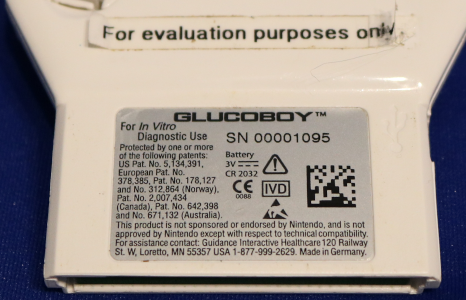 For evaluation purposes only
GLUCOBOY™
For In Vitro
Diagnostic Use
SN 00001095
Protected by one or more
of the following patents:
US Pat. No. 5,134,391,
European Pat. No.
378,385, Pat. No. 178,127
and No. 312,864 (Norway),
Pat. No. 2,007,434
(Canada), Pat. No. 642,398
and No. 671,132 (Australia).
Battery
3V
CR 2032
CE
0088
IVD
This product is not sponsored or endorsed by Nintendo, and is not
approved by Nintendo except with respect to technical compatibility.
For assistance contact: Guidance Interactive Healthcare 120 Railway
St. W, Loretto, MN 55357 USA 1-877-999-2629. Made in Germany.